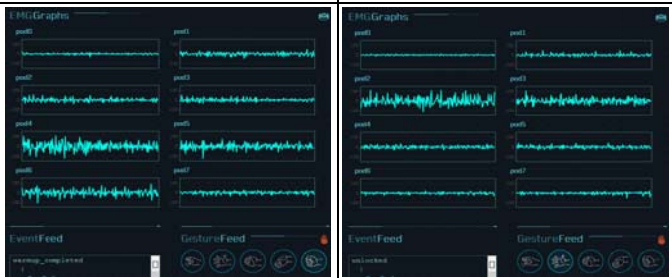 EMGGraphs
pod0 pod1
pod2 pod3
pod4 pod5
pod6 pod7
EventFeed GestureFeed
warmup_completed
EMGGraphs
pod0 pod1
pod2 pod3
pod4 pod5
pod6 pod7
EventFeed GestureFeed
unlocked